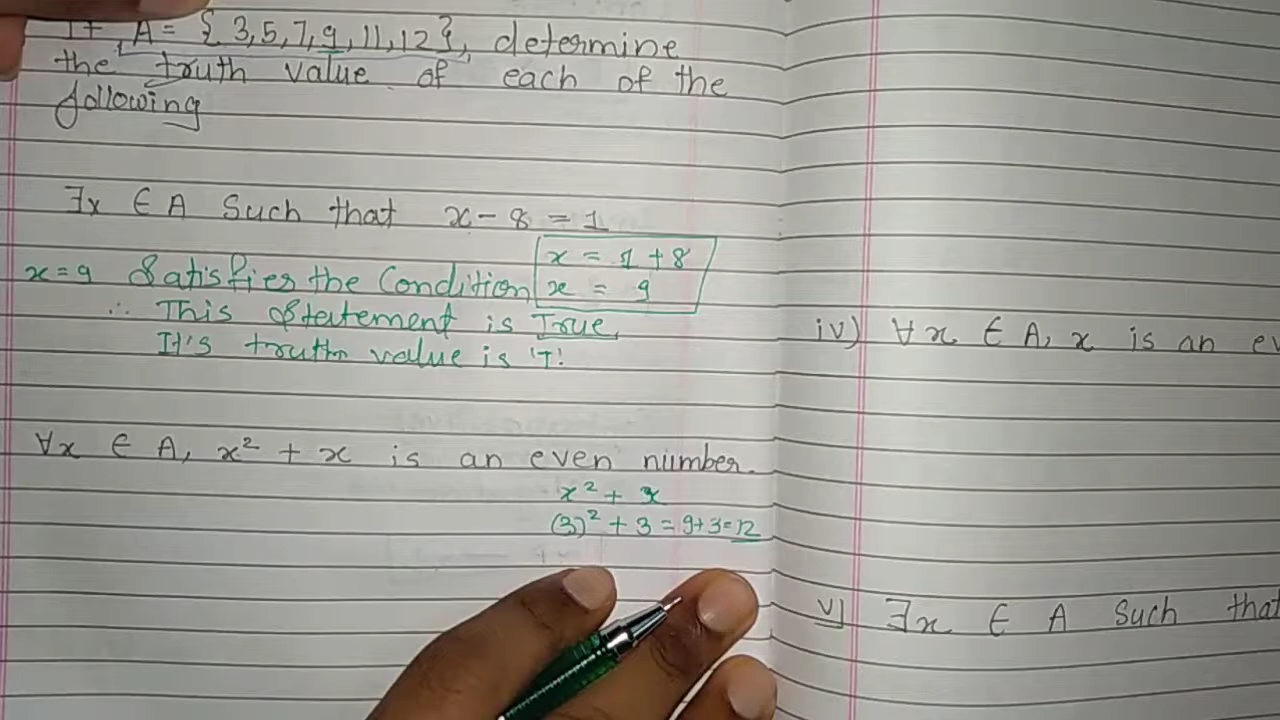 If A = { 3, 5, 7, 9, 11, 12 }, determine
the truth value of each of the
following
∃x ∈ A Such that x - 8 = 1
x = 1 + 8
x = 9 Satisfies the Condition x = 9
∴ This Statement is True.
It's truth value is 'T'.
∀x ∈ A, x² + x is an even number.
x² + x
(3)² + 3 = 9+3=12
iv) ∀x ∈ A, x is an ev
v) ∃x ∈ A Such that